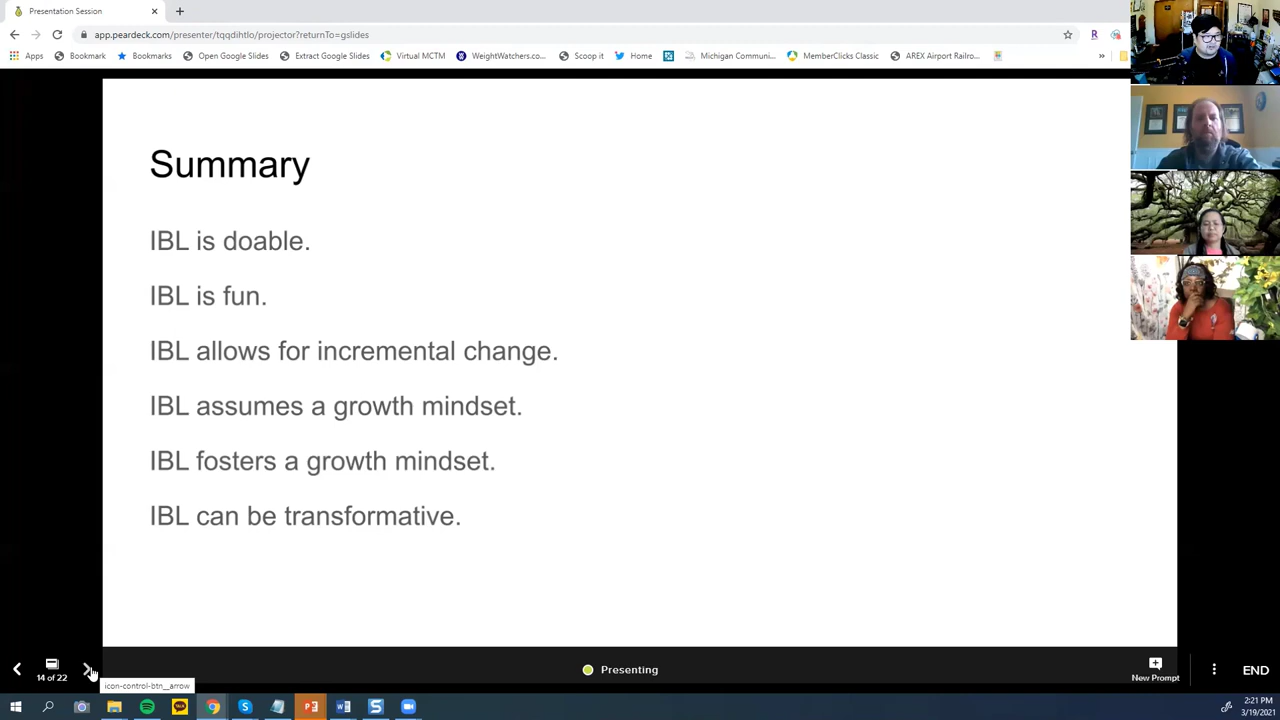 Presentation Session
app.peardeck.com/presenter/tqqdihtlo/projector?returnTo=gslides
Apps
Bookmark
Bookmarks
Open Google Slides
Extract Google Slides
Virtual MCTM
WeightWatchers.co...
Scoop it
Home
Michigan Communi...
MemberClicks Classic
AREX Airport Railro...
»
Summary
IBL is doable.
IBL is fun.
IBL allows for incremental change.
IBL assumes a growth mindset.
IBL fosters a growth mindset.
IBL can be transformative.
14 of 22
icon-control-btn__arrow
Presenting
New Prompt
END
2:21 PM
3/19/2021